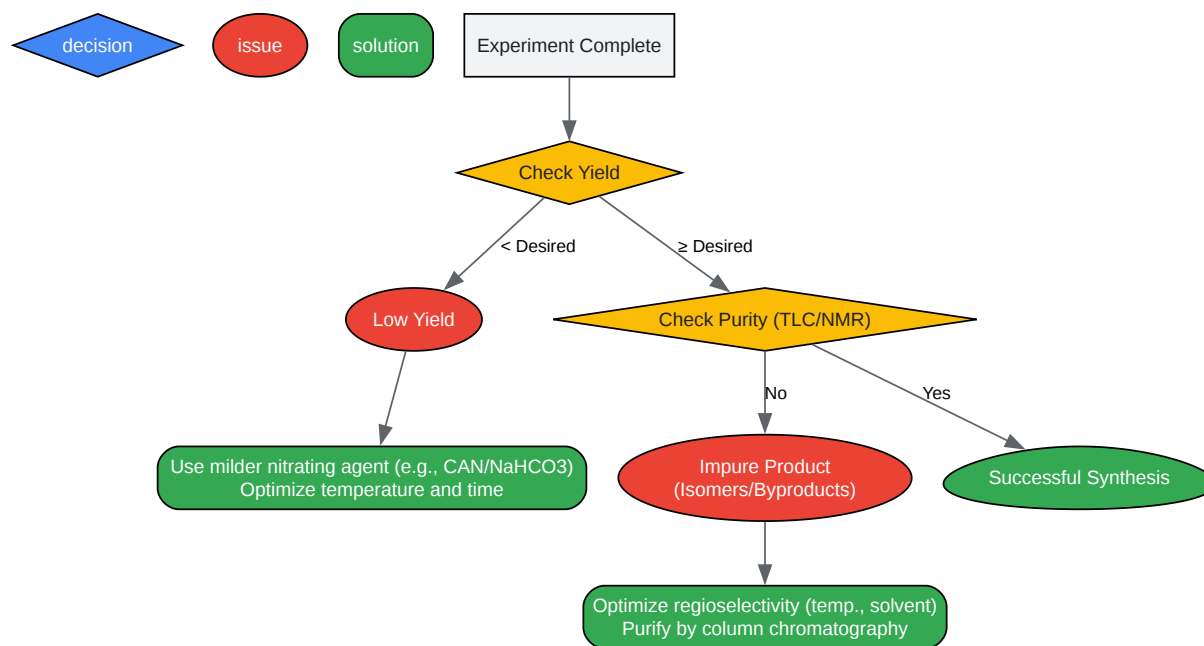 decision
issue
solution
Experiment Complete
Check Yield
< Desired
≥ Desired
Low Yield
Check Purity (TLC/NMR)
No
Yes
Use milder nitrating agent (e.g., CAN/NaHCO3)
Optimize temperature and time
Impure Product
(Isomers/Byproducts)
Successful Synthesis
Optimize regioselectivity (temp., solvent)
Purify by column chromatography